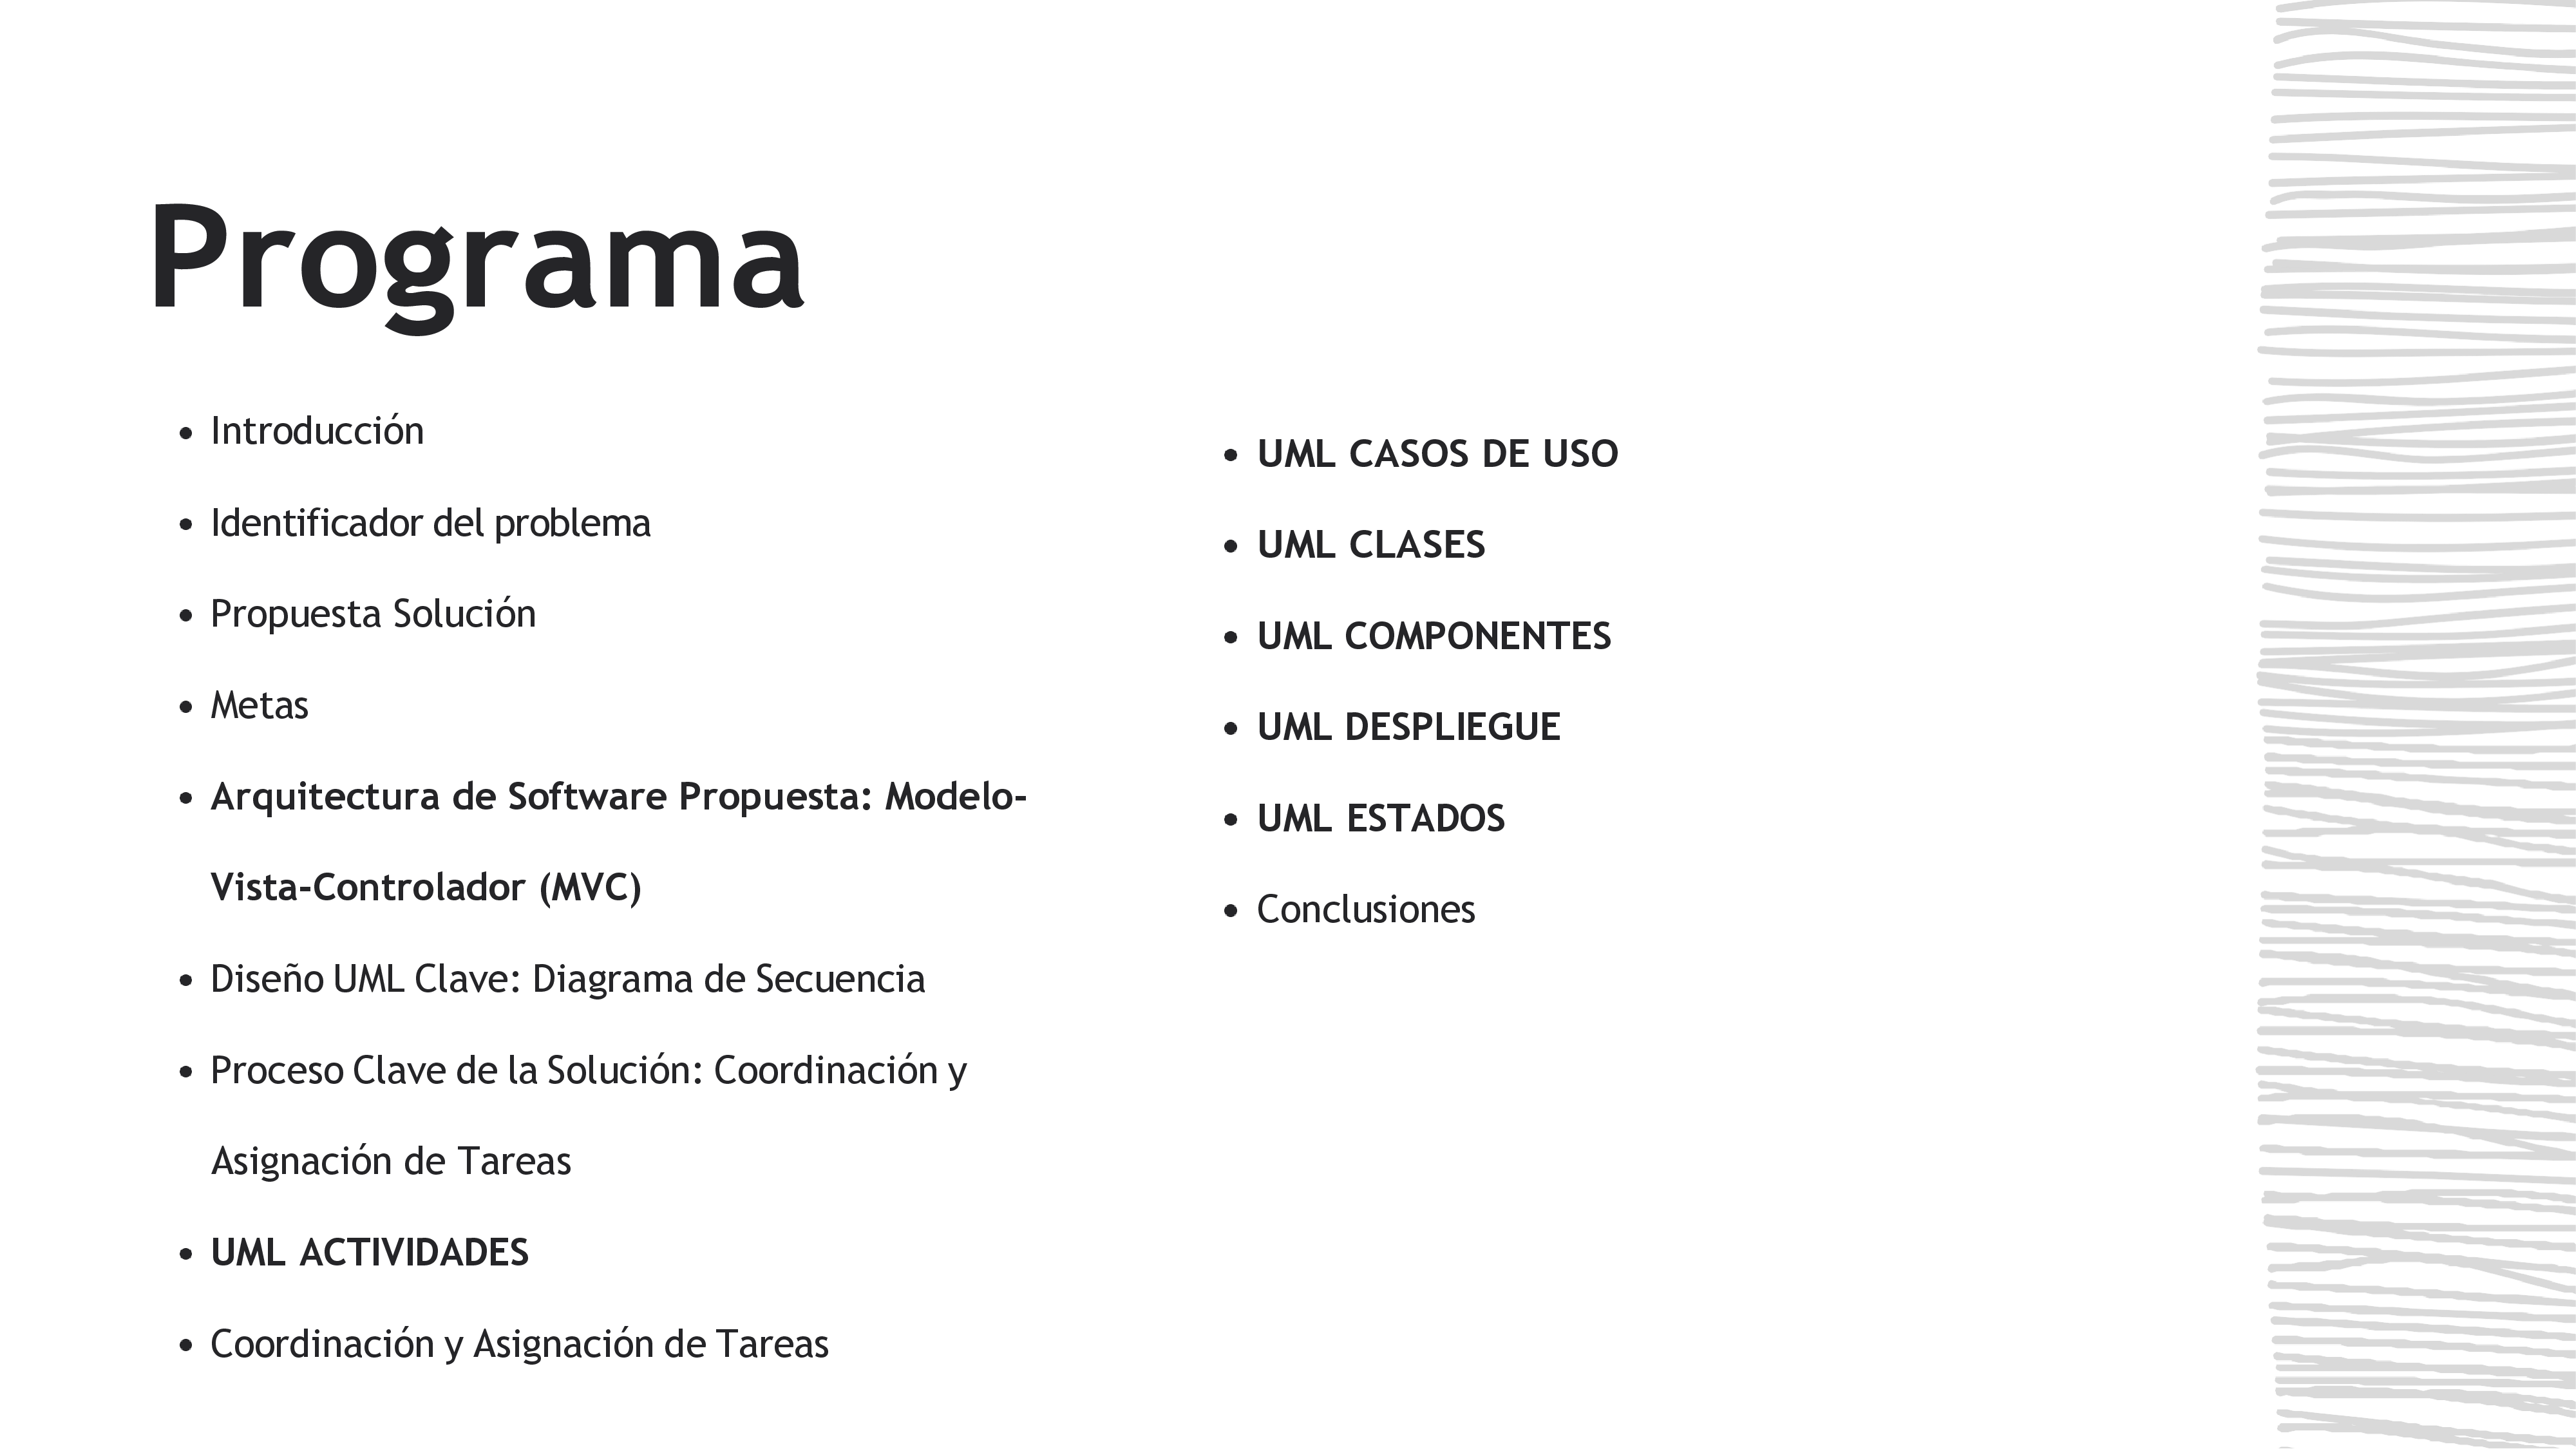 Programa
• Introducción
• Identificador del problema
• Propuesta Solución
• Metas
• Arquitectura de Software Propuesta: Modelo-
Vista-Controlador (MVC)
• Diseño UML Clave: Diagrama de Secuencia
• Proceso Clave de la Solución: Coordinación y
Asignación de Tareas
• UML ACTIVIDADES
• Coordinación y Asignación de Tareas
• UML CASOS DE USO
• UML CLASES
• UML COMPONENTES
• UML DESPLIEGUE
• UML ESTADOS
• Conclusiones